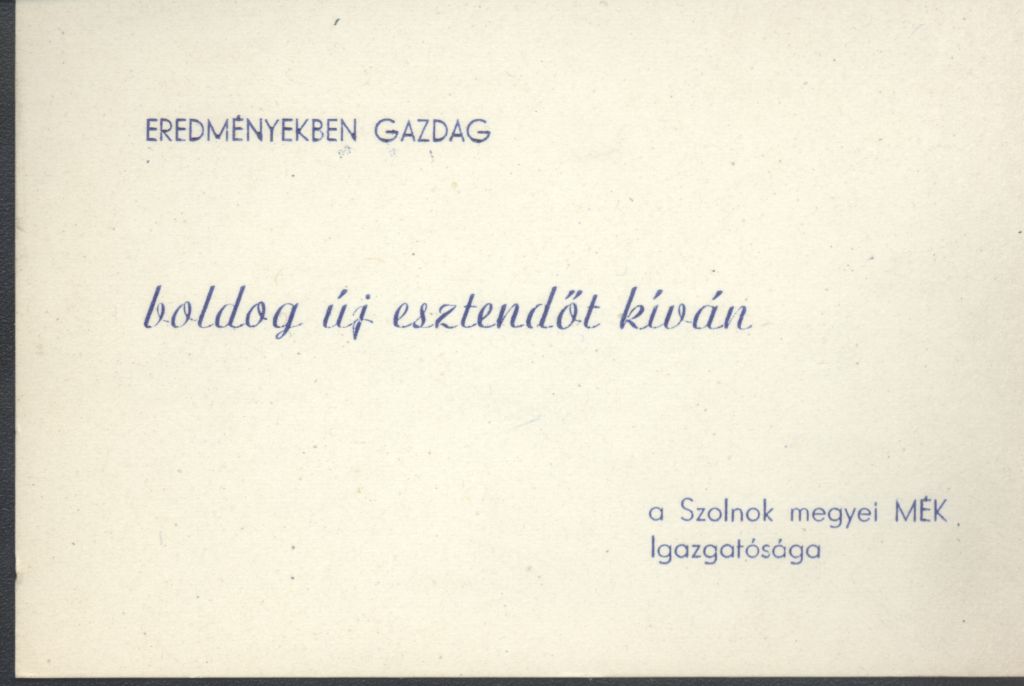 EREDMÉNYEKBEN GAZDAG
boldog új esztendőt kíván
a Szolnok megyei MÉK
Igazgatósága